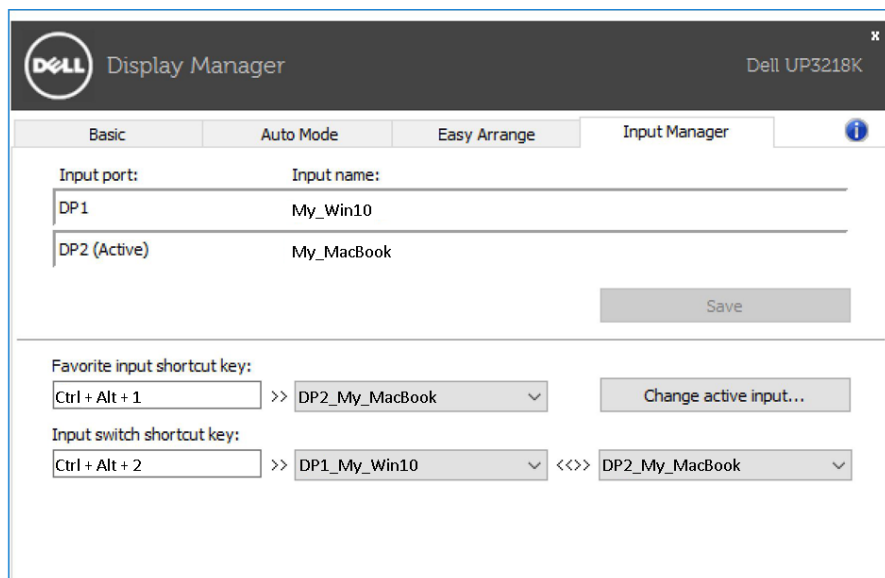 DELL Display Manager
x
Dell UP3218K
Basic Auto Mode Easy Arrange Input Manager i
Input port: Input name:
DP1 My_Win10
DP2 (Active) My_MacBook
Save
Favorite input shortcut key:
Ctrl + Alt + 1 >> DP2_My_MacBook Change active input...
Input switch shortcut key:
Ctrl + Alt + 2 >> DP1_My_Win10 <<>> DP2_My_MacBook